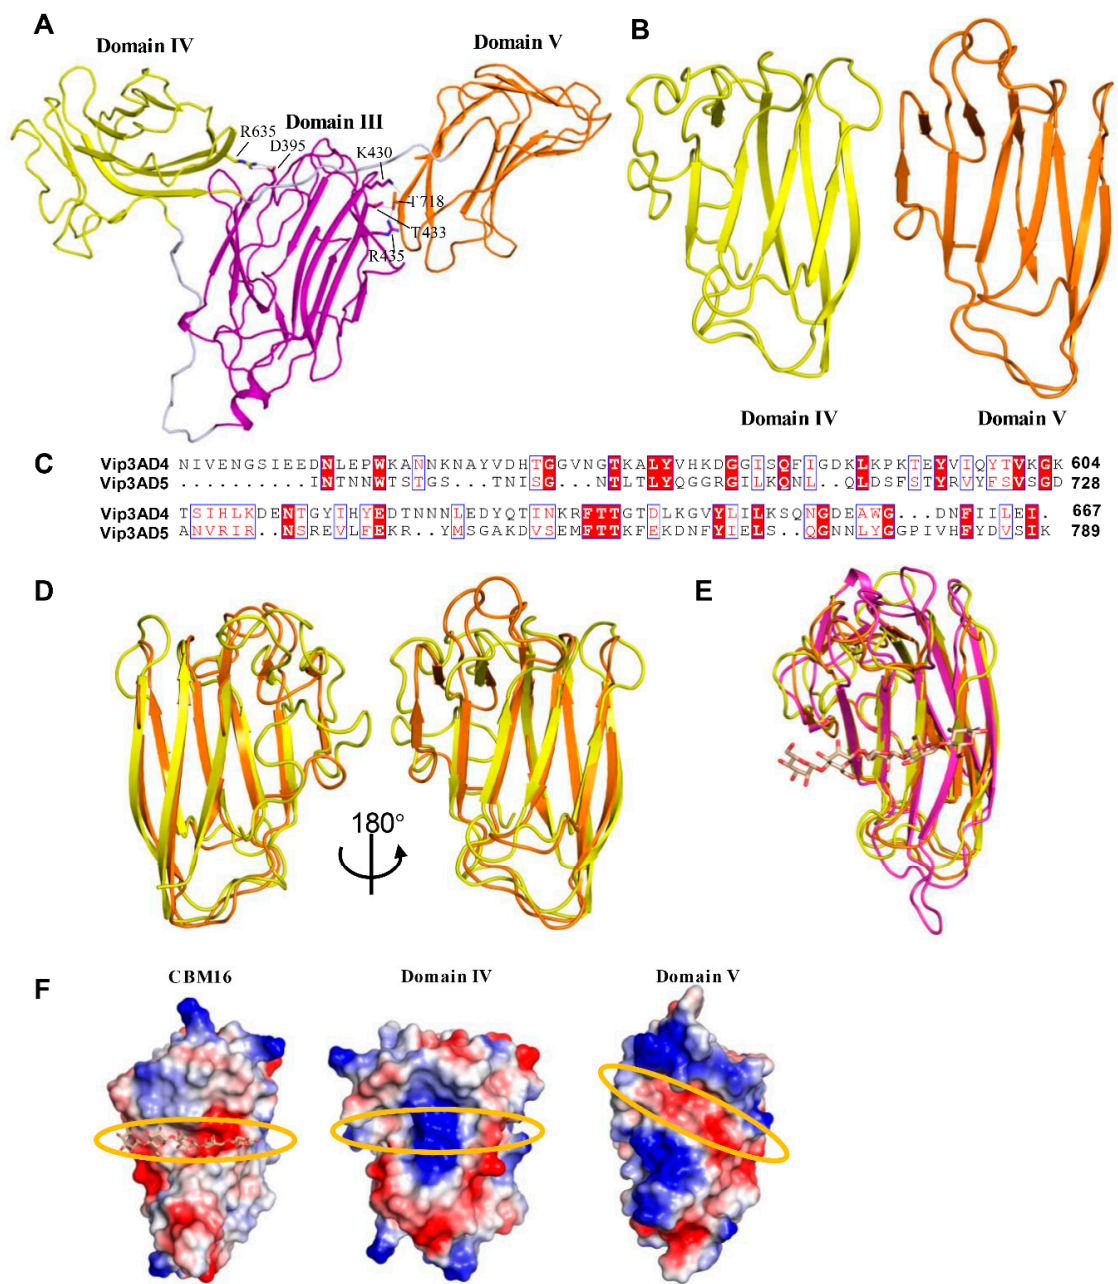 A
Domain IV
Domain V
Domain III
R635
D395
K430
T718
T433
R435
B
Domain IV
Domain V
C
Vip3AD4 NIVENGSIEEDNLEPWKANNKNAYVDHTGGVNGTKALYVHKDGGISQFIGDKLKPKTEYVIQYTVKGK 604
Vip3AD5 ...........INTNNWTSTGS...TNISG...NTLTLYQGGRGILKQNL..QLDSFSTYRVYFSVSGD 728
Vip3AD4 TSIHLKDENTGYIHYEDTNNNLEDYQTINKRFTTGTDLKGVYLILKSQNGDEAWG...DNFIILEI. 667
Vip3AD5 ANVRIR..NSREVLFEKR..YMSGAKDVSEMFTTKFEKDNFYIELS..QGNNLYGGPIVHFYDVSIK 789
D
180°
E
F
CBM16
Domain IV
Domain V